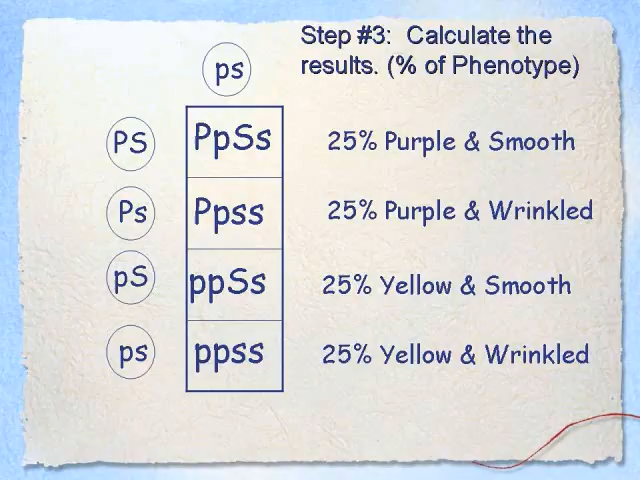 Step #3:  Calculate the
results. (% of Phenotype)
ps
PS PpSs 25% Purple & Smooth
Ps Ppss 25% Purple & Wrinkled
pS ppSs 25% Yellow & Smooth
ps ppss 25% Yellow & Wrinkled